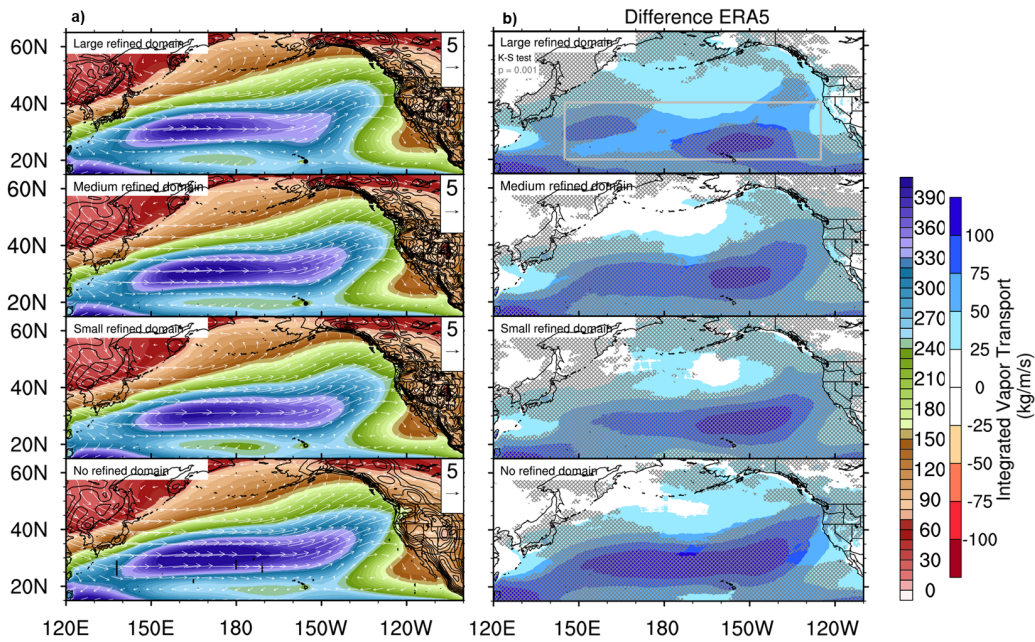 a)
b)
Difference ERA5
60N
40N
20N
Large refined domain
5
Large refined domain
K-S test
p = 0.001
60N
40N
20N
Medium refined domain
5
Medium refined domain
60N
40N
20N
Small refined domain
5
Small refined domain
60N
40N
20N
No refined domain
5
No refined domain
120E 150E 180 150W 120W
120E 150E 180 150W 120W
390
360
330
300
270
240
210
180
150
120
90
60
30
0
100
75
50
25
0
-25
-50
-75
-100
Integrated Vapor Transport
(kg/m/s)